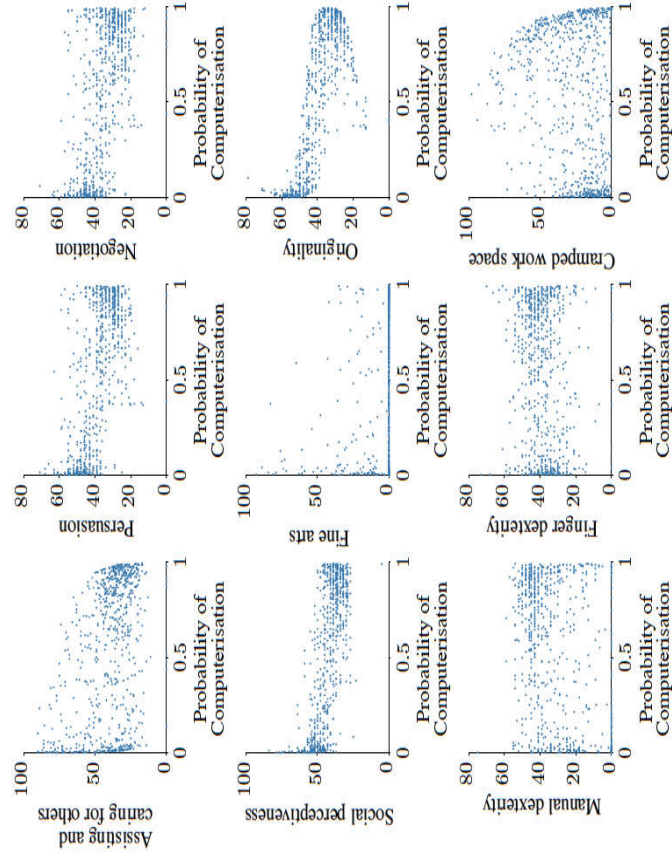 Assisting and
caring for others
100
50
0
0 0.5 1
Probability of
Computerisation
Persuasion
80
60
40
20
0
0 0.5 1
Probability of
Computerisation
Negotiation
80
60
40
20
0
0 0.5 1
Probability of
Computerisation
Social perceptiveness
100
50
0
0 0.5 1
Probability of
Computerisation
Fine arts
100
50
0
0 0.5 1
Probability of
Computerisation
Originality
80
60
40
20
0
0 0.5 1
Probability of
Computerisation
Manual dexterity
80
60
40
20
0
0 0.5 1
Probability of
Computerisation
Finger dexterity
80
60
40
20
0
0 0.5 1
Probability of
Computerisation
Cramped work space
100
50
0
0 0.5 1
Probability of
Computerisation